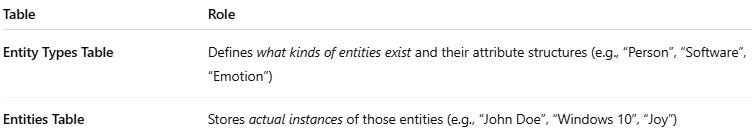 Table Role
Entity Types Table Defines what kinds of entities exist and their attribute structures (e.g., “Person”, “Software”,
“Emotion”)
Entities Table Stores actual instances of those entities (e.g., “John Doe”, “Windows 10”, “Joy”)